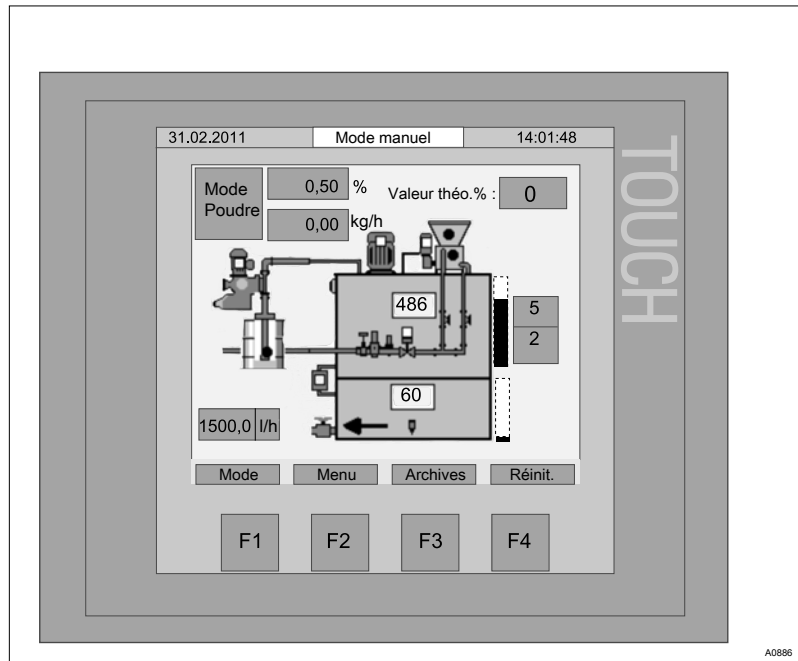 31.02.2011 Mode manuel 14:01:48
TOUCH
Mode
Poudre
0,50 %
Valeur théo.% : 0
0,00 kg/h
486
5
2
60
1500,0 l/h
Mode Menu Archives Réinit.
F1 F2 F3 F4
A0886